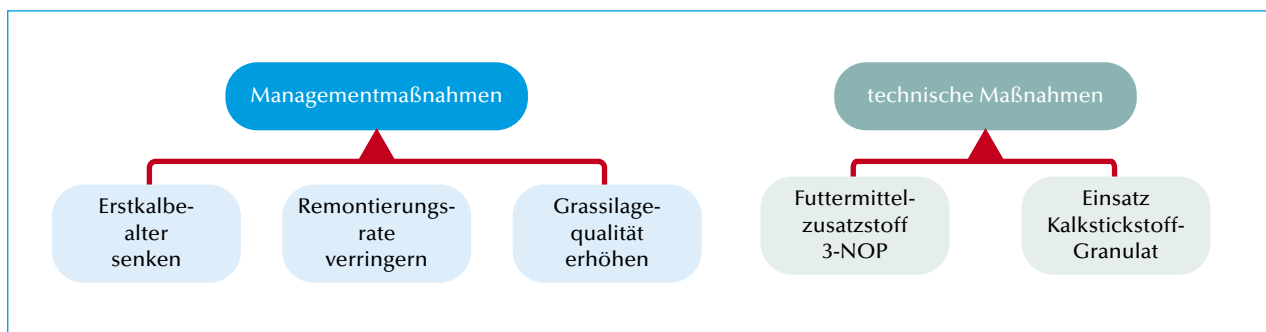 Managementmaßnahmen
technische Maßnahmen
Erstkalbe-
alter
senken
Remontierungs-
rate
verringern
Grassilage-
qualität
erhöhen
Futtermittel-
zusatzstoff
3-NOP
Einsatz
Kalkstickstoff-
Granulat